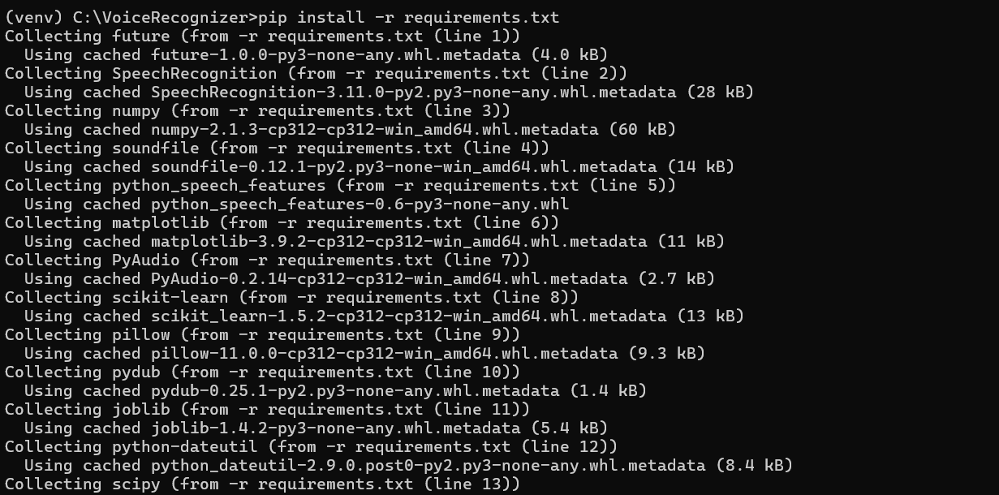 (venv) C:\VoiceRecognizer>pip install -r requirements.txt
Collecting future (from -r requirements.txt (line 1))
  Using cached future-1.0.0-py3-none-any.whl.metadata (4.0 kB)
Collecting SpeechRecognition (from -r requirements.txt (line 2))
  Using cached SpeechRecognition-3.11.0-py2.py3-none-any.whl.metadata (28 kB)
Collecting numpy (from -r requirements.txt (line 3))
  Using cached numpy-2.1.3-cp312-cp312-win_amd64.whl.metadata (60 kB)
Collecting soundfile (from -r requirements.txt (line 4))
  Using cached soundfile-0.12.1-py2.py3-none-win_amd64.whl.metadata (14 kB)
Collecting python_speech_features (from -r requirements.txt (line 5))
  Using cached python_speech_features-0.6-py3-none-any.whl
Collecting matplotlib (from -r requirements.txt (line 6))
  Using cached matplotlib-3.9.2-cp312-cp312-win_amd64.whl.metadata (11 kB)
Collecting PyAudio (from -r requirements.txt (line 7))
  Using cached PyAudio-0.2.14-cp312-cp312-win_amd64.whl.metadata (2.7 kB)
Collecting scikit-learn (from -r requirements.txt (line 8))
  Using cached scikit_learn-1.5.2-cp312-cp312-win_amd64.whl.metadata (13 kB)
Collecting pillow (from -r requirements.txt (line 9))
  Using cached pillow-11.0.0-cp312-cp312-win_amd64.whl.metadata (9.3 kB)
Collecting pydub (from -r requirements.txt (line 10))
  Using cached pydub-0.25.1-py2.py3-none-any.whl.metadata (1.4 kB)
Collecting joblib (from -r requirements.txt (line 11))
  Using cached joblib-1.4.2-py3-none-any.whl.metadata (5.4 kB)
Collecting python-dateutil (from -r requirements.txt (line 12))
  Using cached python_dateutil-2.9.0.post0-py2.py3-none-any.whl.metadata (8.4 kB)
Collecting scipy (from -r requirements.txt (line 13))